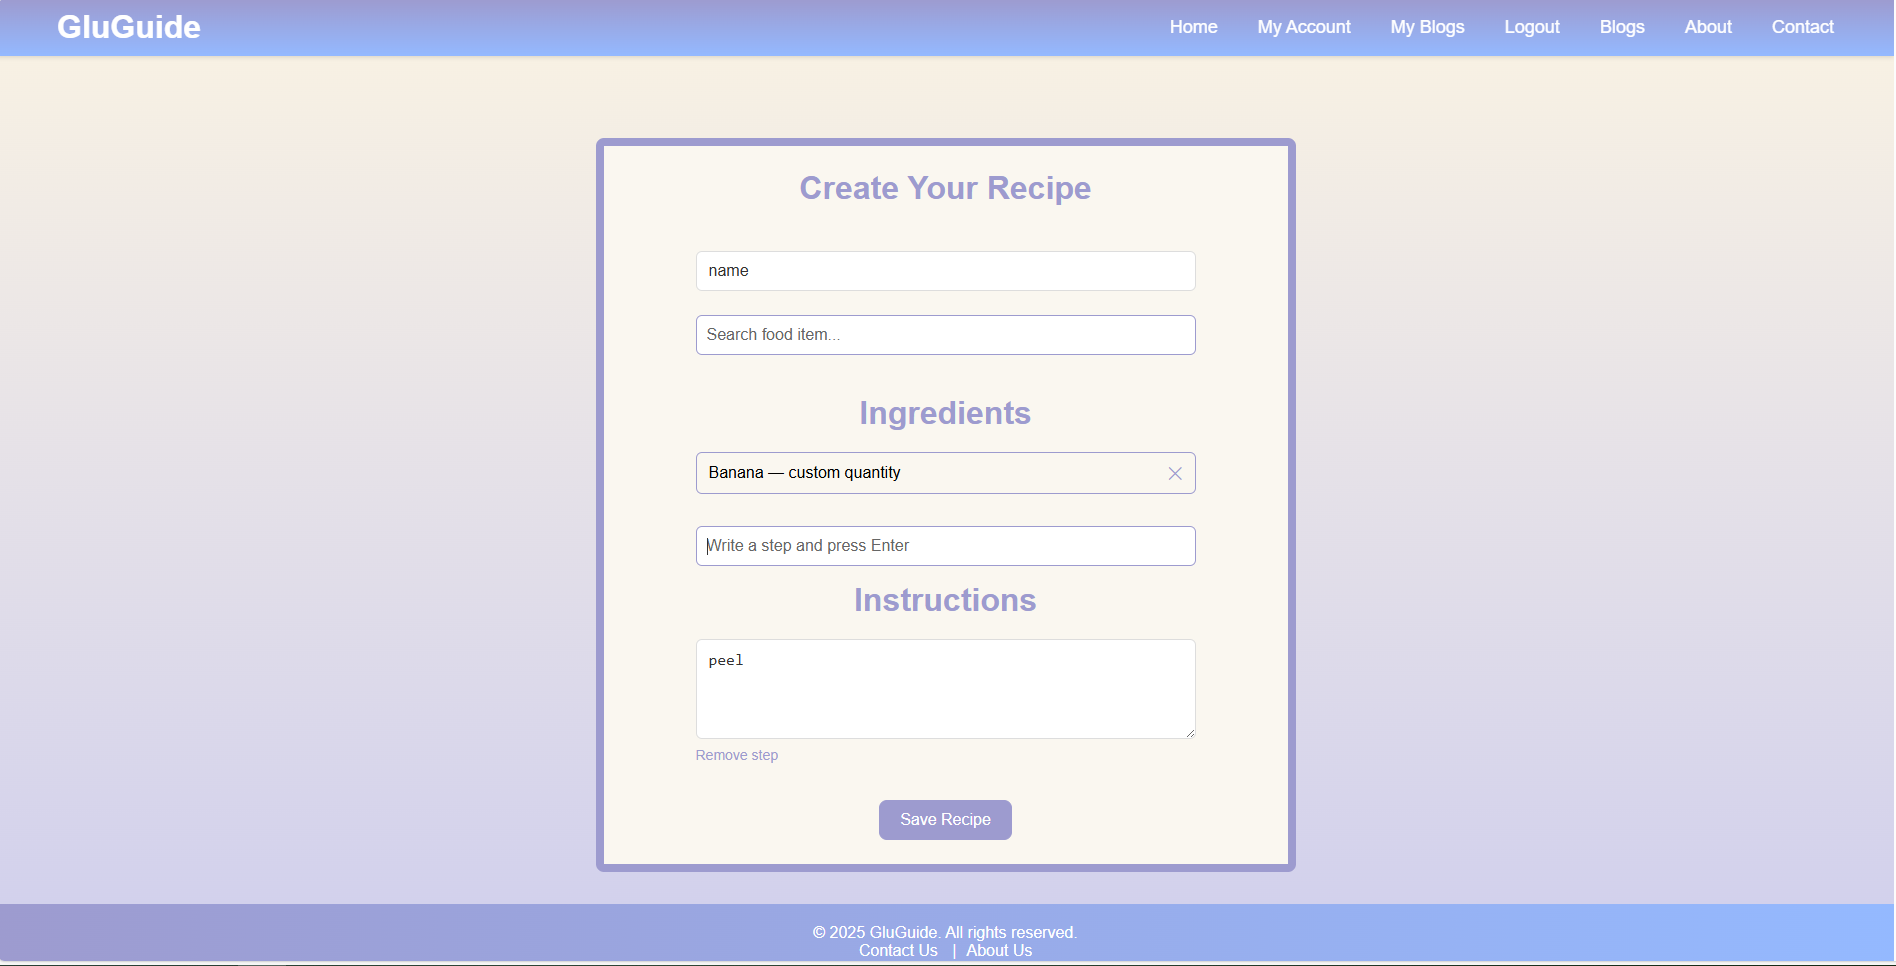 GluGuide
Home My Account My Blogs Logout Blogs About Contact
Create Your Recipe
name
Search food item...
Ingredients
Banana — custom quantity
Write a step and press Enter
Instructions
peel
Remove step
Save Recipe
© 2025 GluGuide. All rights reserved.
Contact Us | About Us